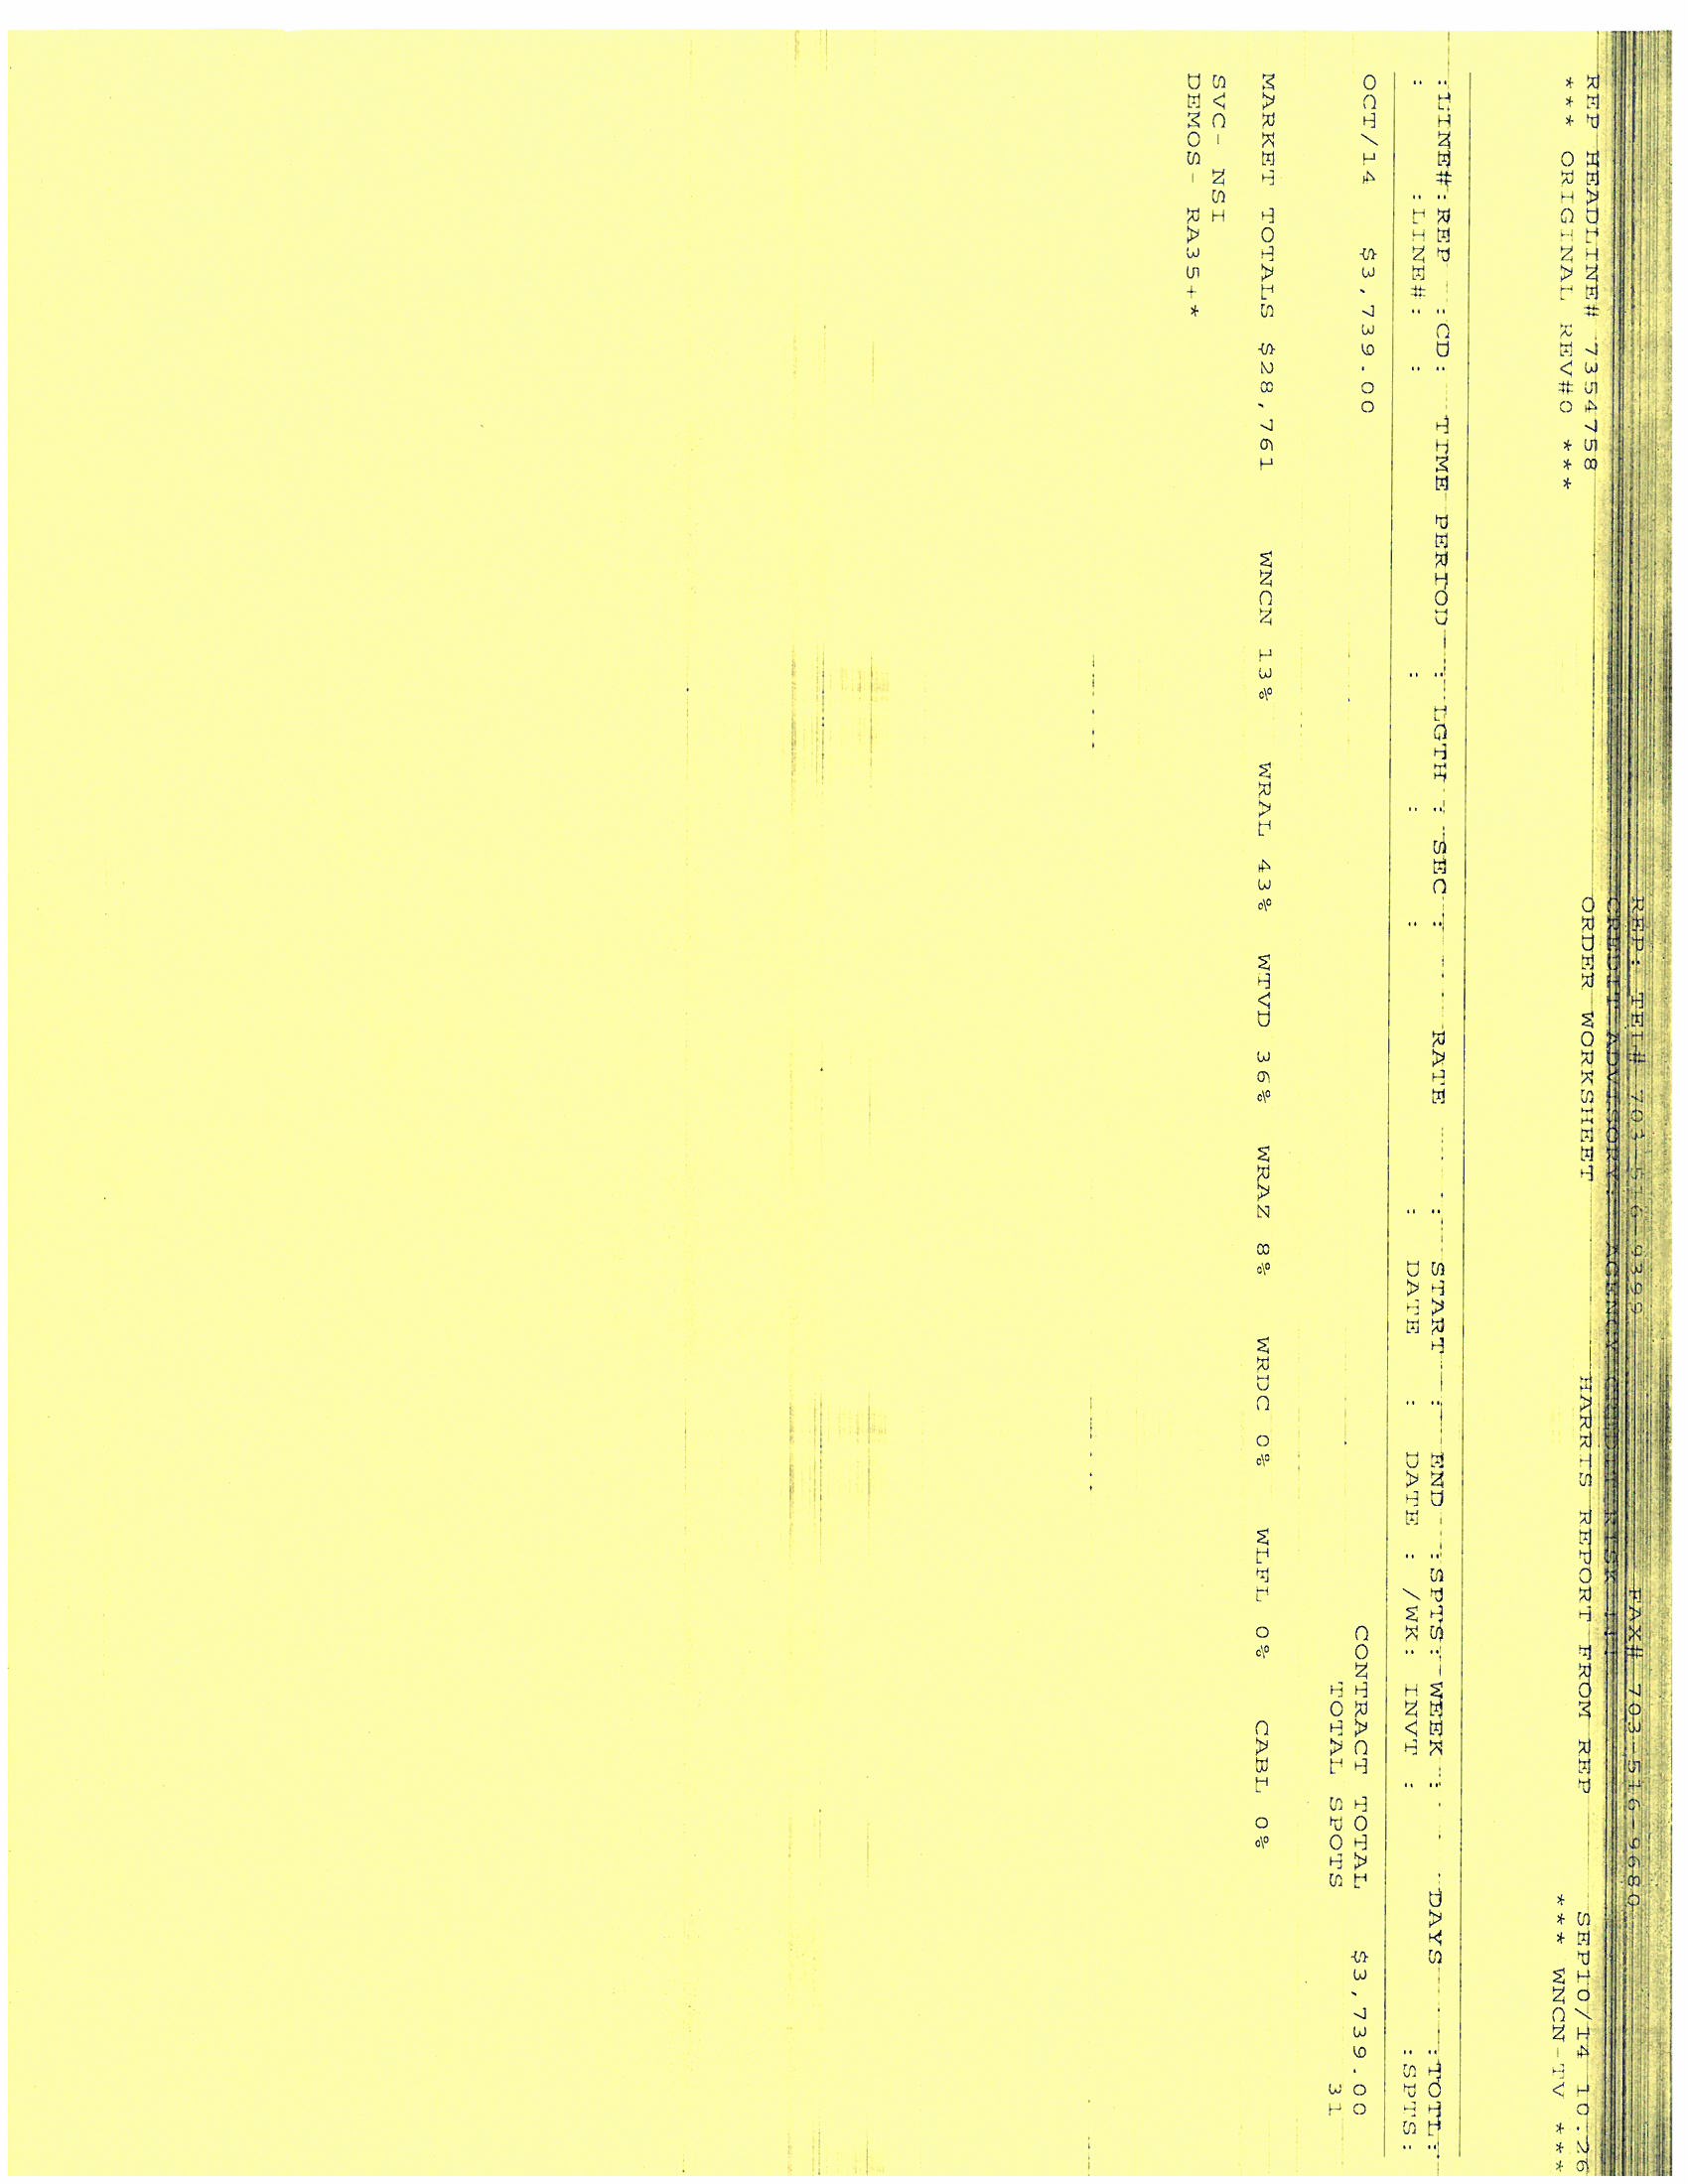 REP: TEL# 703-516-9399 FAX# 703-516-9680
CREDIT ADVISORY: AGENCY CREDIT RISK
ORDER WORKSHEET HARRIS REPORT FROM REP SEP10/14 10.26
REP HEADLINE# 7354758
*** ORIGINAL REV#0 *** *** WNCN-TV ***
:LINE#:REP :CD: TIME PERIOD : LGTH : SEC : RATE : START : END :SPTS: WEEK : DAYS :TOTL:
: :LINE#: : : : : : DATE : DATE : /WK: INVT : :SPTS:
OCT/14 $3,739.00 CONTRACT TOTAL $3,739.00
TOTAL SPOTS 31
MARKET TOTALS $28,761 WNCN 13% WRAL 43% WTVD 36% WRAZ 8% WRDC 0% WLFL 0% CABL 0%
SVC- NSI
DEMOS- RA35+*